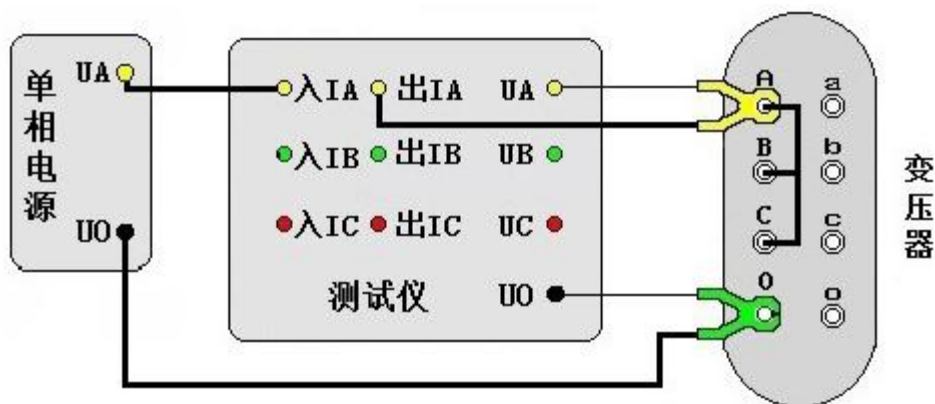 单相电源
UA
UO
入IA 出IA UA
入IB 出IB UB
入IC 出IC UC
测试仪 UO
A a
B b
C c
O o
变压器